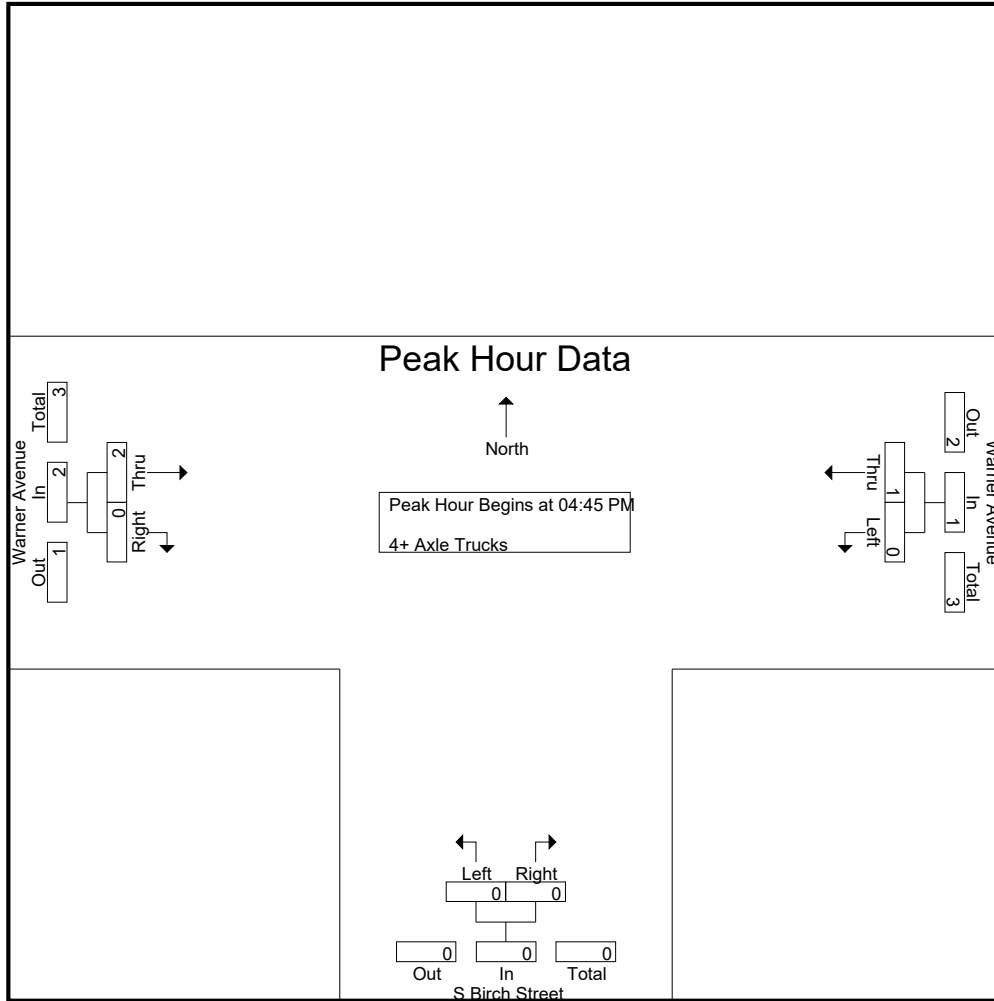 Peak Hour Data
North
Peak Hour Begins at 04:45 PM
4+ Axle Trucks
Warner Avenue
Total
3
In
2
Out
1
2
Thru
0
Right
Thru
1
Left
0
Out
2
In
1
Total
3
Warner Avenue
Left Right
0 0
0 0 0
Out In Total
S Birch Street